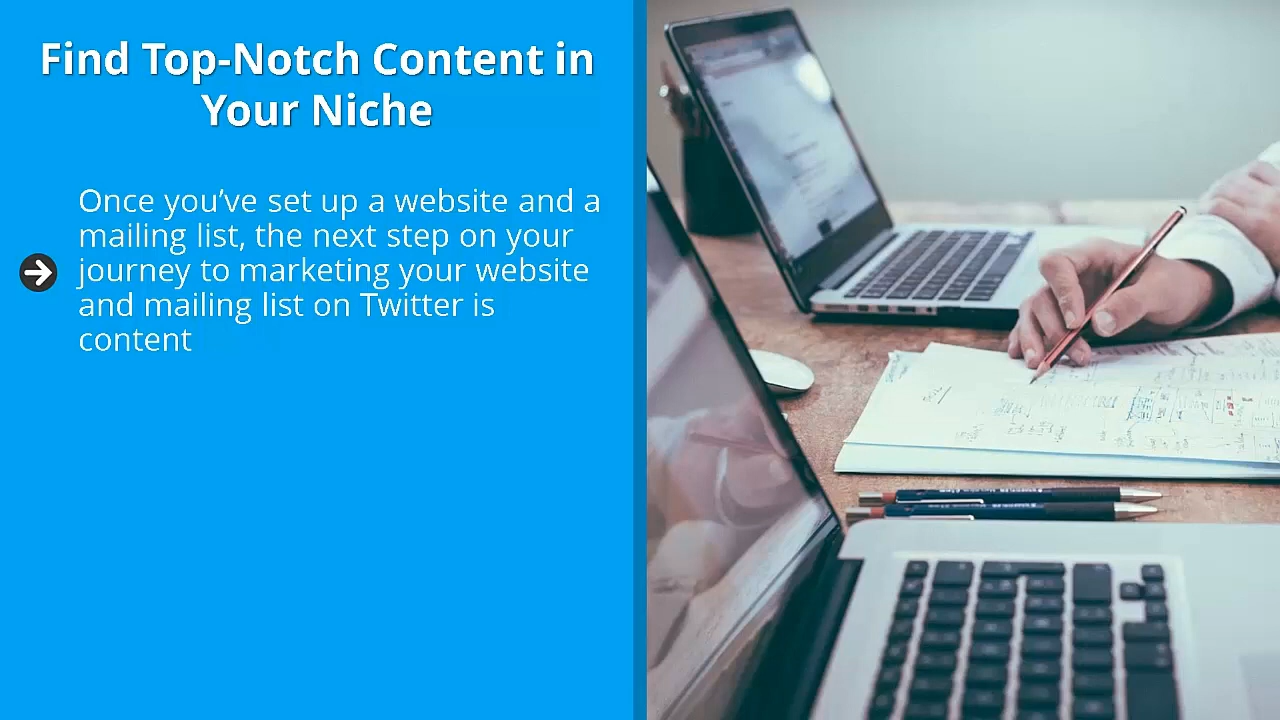 Find Top-Notch Content in
Your Niche
Once you’ve set up a website and a
mailing list, the next step on your
journey to marketing your website
and mailing list on Twitter is
content